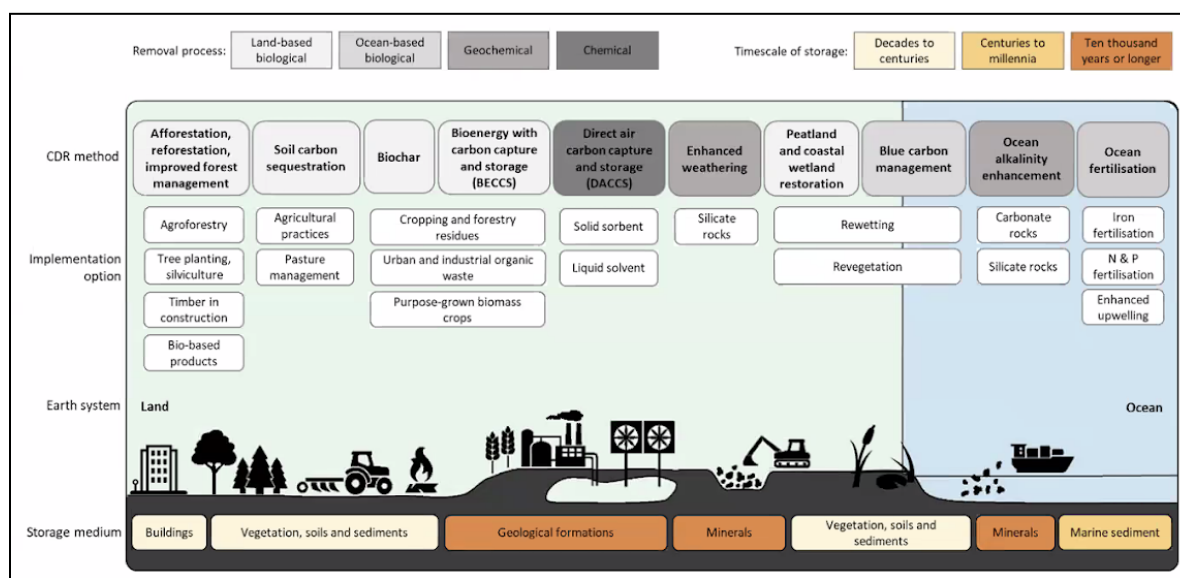 Removal process:
Land-based
biological
Ocean-based
biological
Geochemical
Chemical
Timescale of storage:
Decades to
centuries
Centuries to
millennia
Ten thousand
years or longer
CDR method
Afforestation,
reforestation,
improved forest
management
Soil carbon
sequestration
Biochar
Bioenergy with
carbon capture
and storage
(BECCS)
Direct air
carbon capture
and storage
(DACCS)
Enhanced
weathering
Peatland
and coastal
wetland
restoration
Blue carbon
management
Ocean
alkalinity
enhancement
Ocean
fertilisation
Implementation
option
Agroforestry
Tree planting,
silviculture
Timber in
construction
Bio-based
products
Agricultural
practices
Pasture
management
Cropping and forestry
residues
Urban and industrial organic
waste
Purpose-grown biomass
crops
Solid sorbent
Liquid solvent
Silicate
rocks
Rewetting
Revegetation
Carbonate
rocks
Silicate rocks
Iron
fertilisation
N & P
fertilisation
Enhanced
upwelling
Earth system
Land
Ocean
Storage medium
Buildings
Vegetation, soils and sediments
Geological formations
Minerals
Vegetation, soils and
sediments
Minerals
Marine sediment